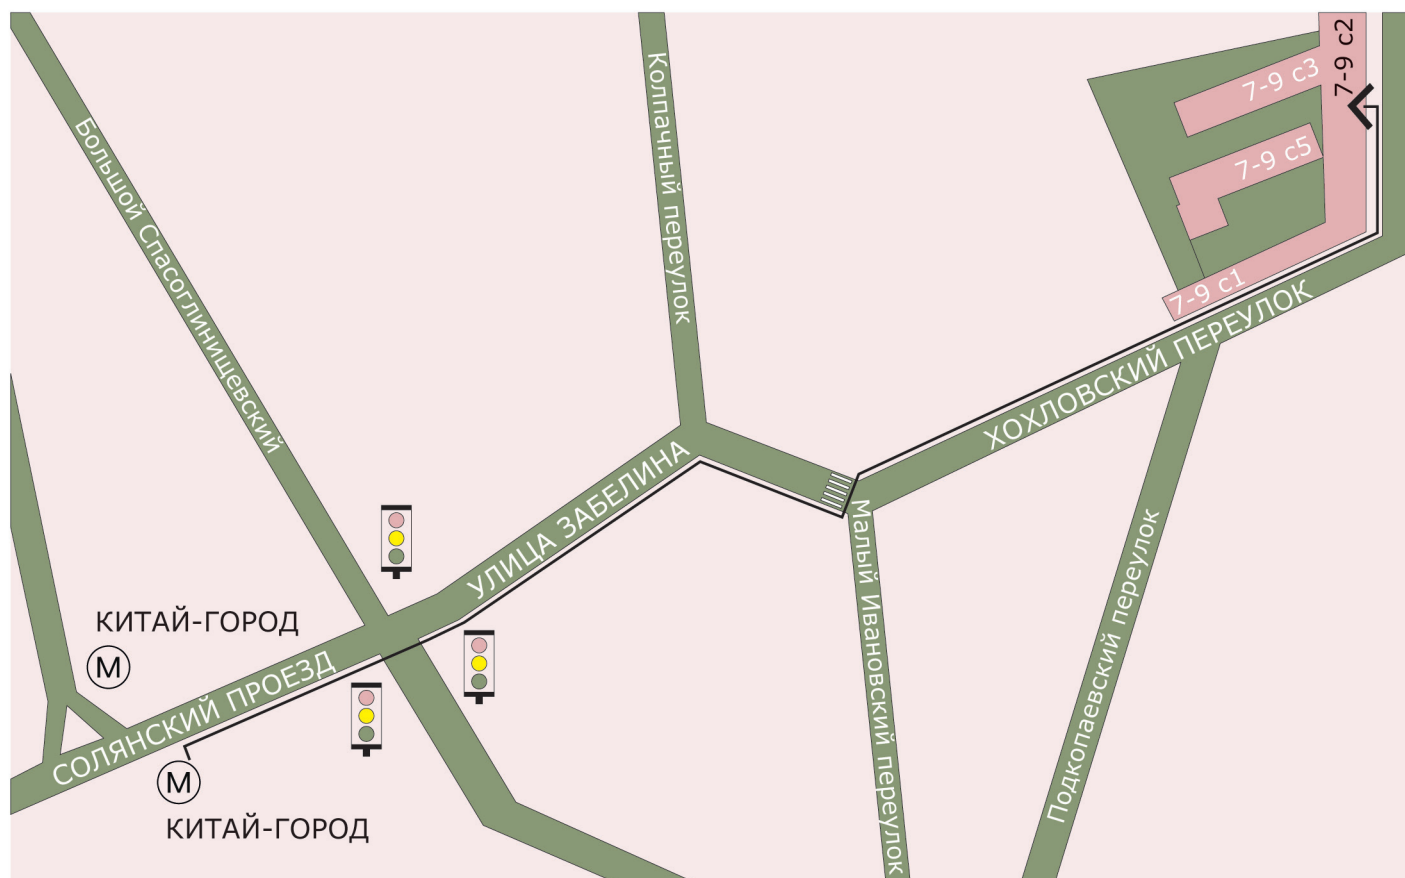 7-9 с2
7-9 с3
7-9 с5
7-9 с1
Колпачный переулок
Большой Спасоглинищевский
ХОХЛОВСКИЙ ПЕРЕУЛОК
УЛИЦА ЗАБЕЛИНА
Малый Ивановский переулок
Подкопаевский переулок
КИТАЙ-ГОРОД
М
СОЛЯНСКИЙ ПРОЕЗД
М
КИТАЙ-ГОРОД